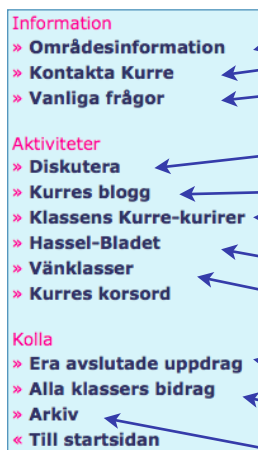 Information
» Områdesinformation
» Kontakta Kurre
» Vanliga frågor
Aktiviteter
» Diskutera
» Kurres blogg
» Klassens Kurre-kurirer
» Hassel-Bladet
» Vänklasser
» Kurres korsord
Kolla
» Era avslutade uppdrag
» Alla klassers bidrag
» Arkiv
« Till startsidan